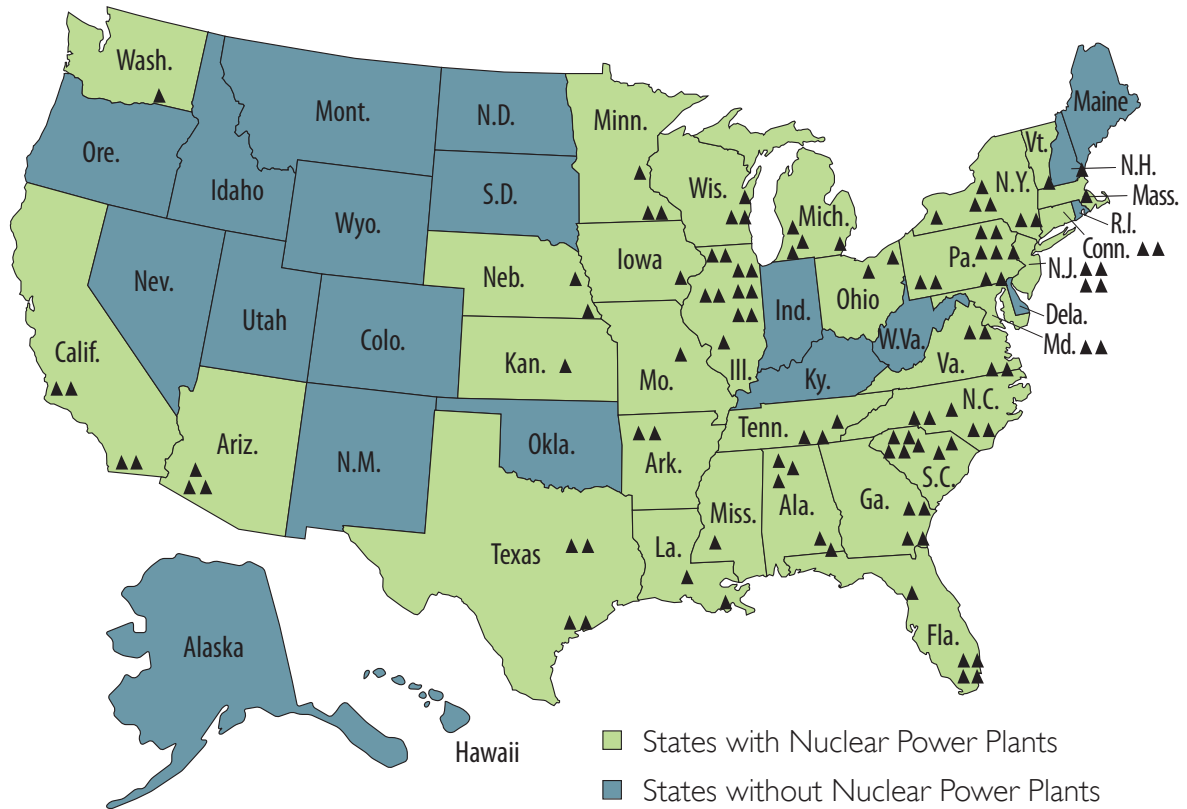 Wash.
Mont.
N.D.
Minn.
Maine
Ore.
Idaho
Vt.
N.H.
Wis.
S.D.
N.Y.
Mass.
Wyo.
Mich.
R.I.
Conn.
Iowa
Pa.
N.J.
Neb.
Nev.
Ohio
Utah
Ind.
Dela.
Colo.
W.Va.
Md.
Calif.
Kan.
Mo.
Ill.
Va.
Ky.
N.C.
Tenn.
Ariz.
Okla.
N.M.
Ark.
S.C.
Miss.
Ala.
Ga.
Texas
La.
Fla.
Alaska
Hawaii
States with Nuclear Power Plants
States without Nuclear Power Plants